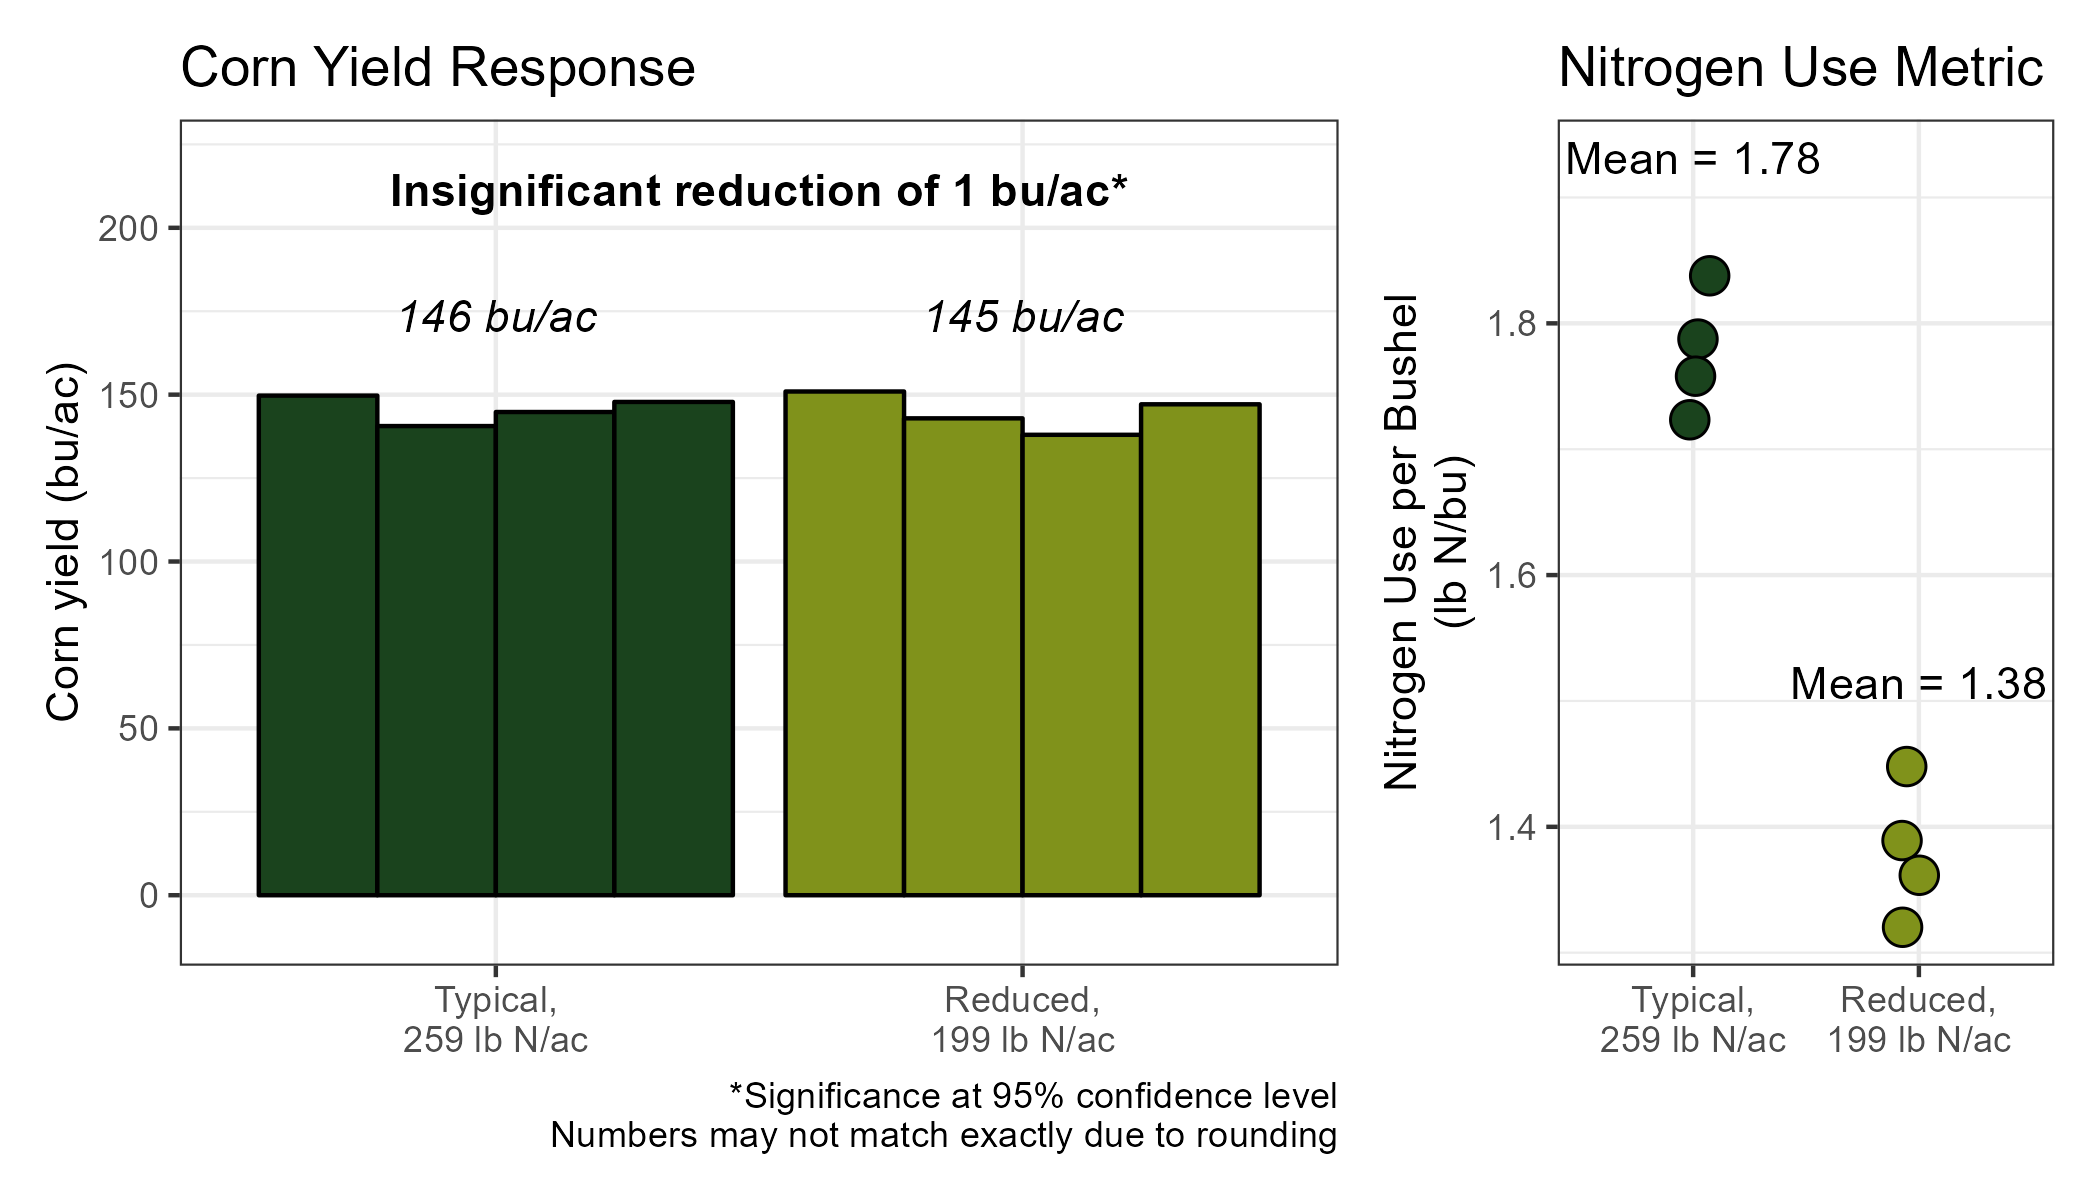 Corn Yield Response
Insignificant reduction of 1 bu/ac*
146 bu/ac
145 bu/ac
Corn yield (bu/ac)
200
150
100
50
0
Typical,
259 lb N/ac
Reduced,
199 lb N/ac
*Significance at 95% confidence level
Numbers may not match exactly due to rounding
Nitrogen Use Metric
Mean = 1.78
Mean = 1.38
Nitrogen Use per Bushel
(lb N/bu)
1.8
1.6
1.4
Typical,
259 lb N/ac
Reduced,
199 lb N/ac